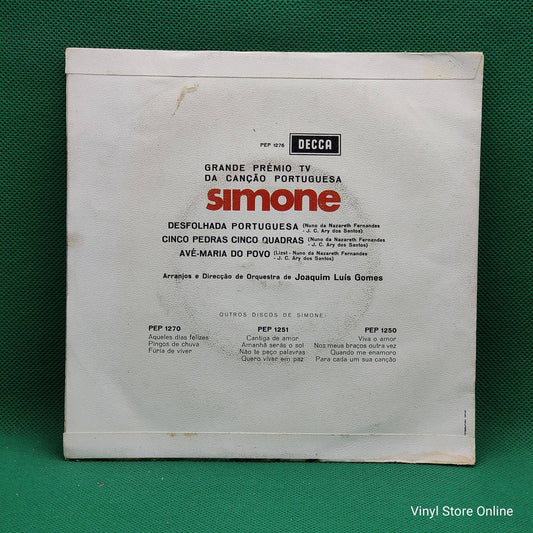 PEP 1276 DECCA
GRANDE PRÉMIO TV
DA CANÇÃO PORTUGUESA
simone
DESFOLHADA PORTUGUESA (Nuno da Nazareth Fernandes
- J. C. Ary dos Santos)
CINCO PEDRAS CINCO QUADRAS (Nuno da Nazareth Fernandes
- J. C. Ary dos Santos)
AVÉ-MARIA DO POVO (Lizst - Nuno da Nazareth Fernandes
- J. C. Ary dos Santos)
Arranjos e Direcção de Orquestra de Joaquim Luís Gomes
OUTROS DISCOS DE SIMONE:
PEP 1270
Aqueles dias felizes
Pingos de chuva
Fúria de viver
PEP 1251
Cantiga de amor
Amanhã serás o sol
Não te peço palavras
Quero viver em paz
PEP 1250
Viva o amor
Nos meus braços outra vez
Quando me enamoro
Para cada um sua canção
Vinyl Store Online